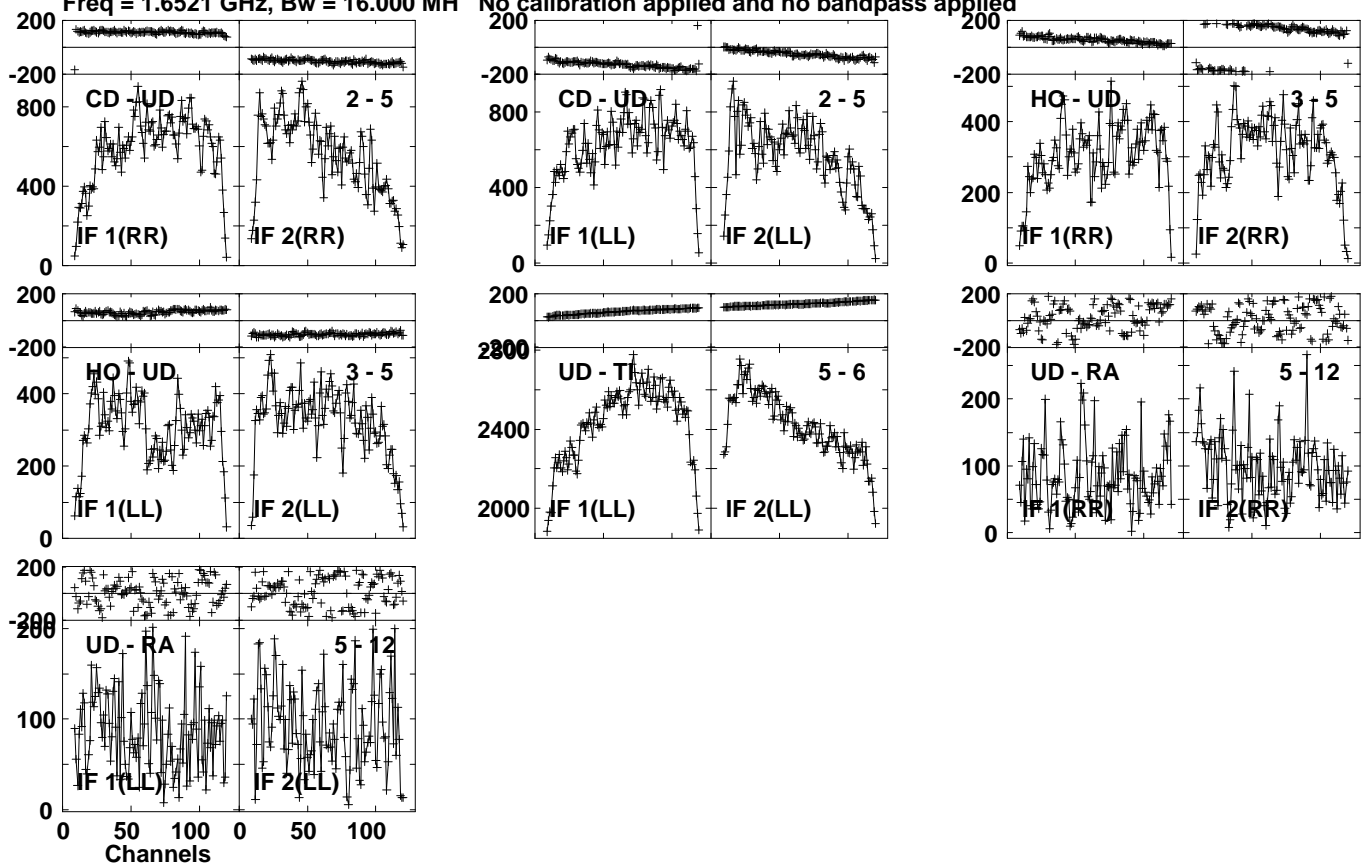 Freq = 1.6521 GHz, Bw = 16.000 MH No calibration applied and no bandpass applied
200
-200
800
400
0
CD - UD
2 - 5
IF 1(RR)
IF 2(RR)
800
400
0
CD - UD
2 - 5
IF 1(LL)
IF 2(LL)
200
-200
400
200
0
HO - UD
3 - 5
IF 1(RR)
IF 2(RR)
200
-200
400
200
0
HO - UD
3 - 5
IF 1(LL)
IF 2(LL)
200
-200
2800
2400
2000
UD - TI
5 - 6
IF 1(LL)
IF 2(LL)
200
-200
200
100
0
UD - RA
5 - 12
IF 1(RR)
IF 2(RR)
200
-200
200
100
0
UD - RA
5 - 12
IF 1(LL)
IF 2(LL)
0 50 100 0 50 100
Channels